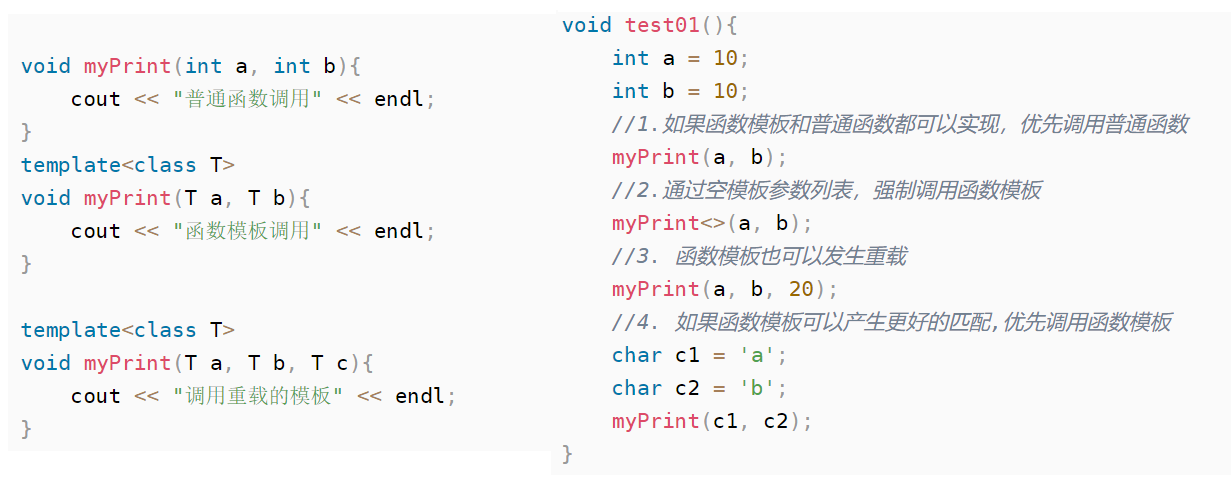 void myPrint(int a, int b){
    cout << "普通函数调用" << endl;
}
template<class T>
void myPrint(T a, T b){
    cout << "函数模板调用" << endl;
}
template<class T>
void myPrint(T a, T b, T c){
    cout << "调用重载的模板" << endl;
}
void test01(){
    int a = 10;
    int b = 10;
    //1.如果函数模板和普通函数都可以实现，优先调用普通函数
    myPrint(a, b);
    //2.通过空模板参数列表，强制调用函数模板
    myPrint<>(a, b);
    //3. 函数模板也可以发生重载
    myPrint(a, b, 20);
    //4. 如果函数模板可以产生更好的匹配,优先调用函数模板
    char c1 = 'a';
    char c2 = 'b';
    myPrint(c1, c2);
}